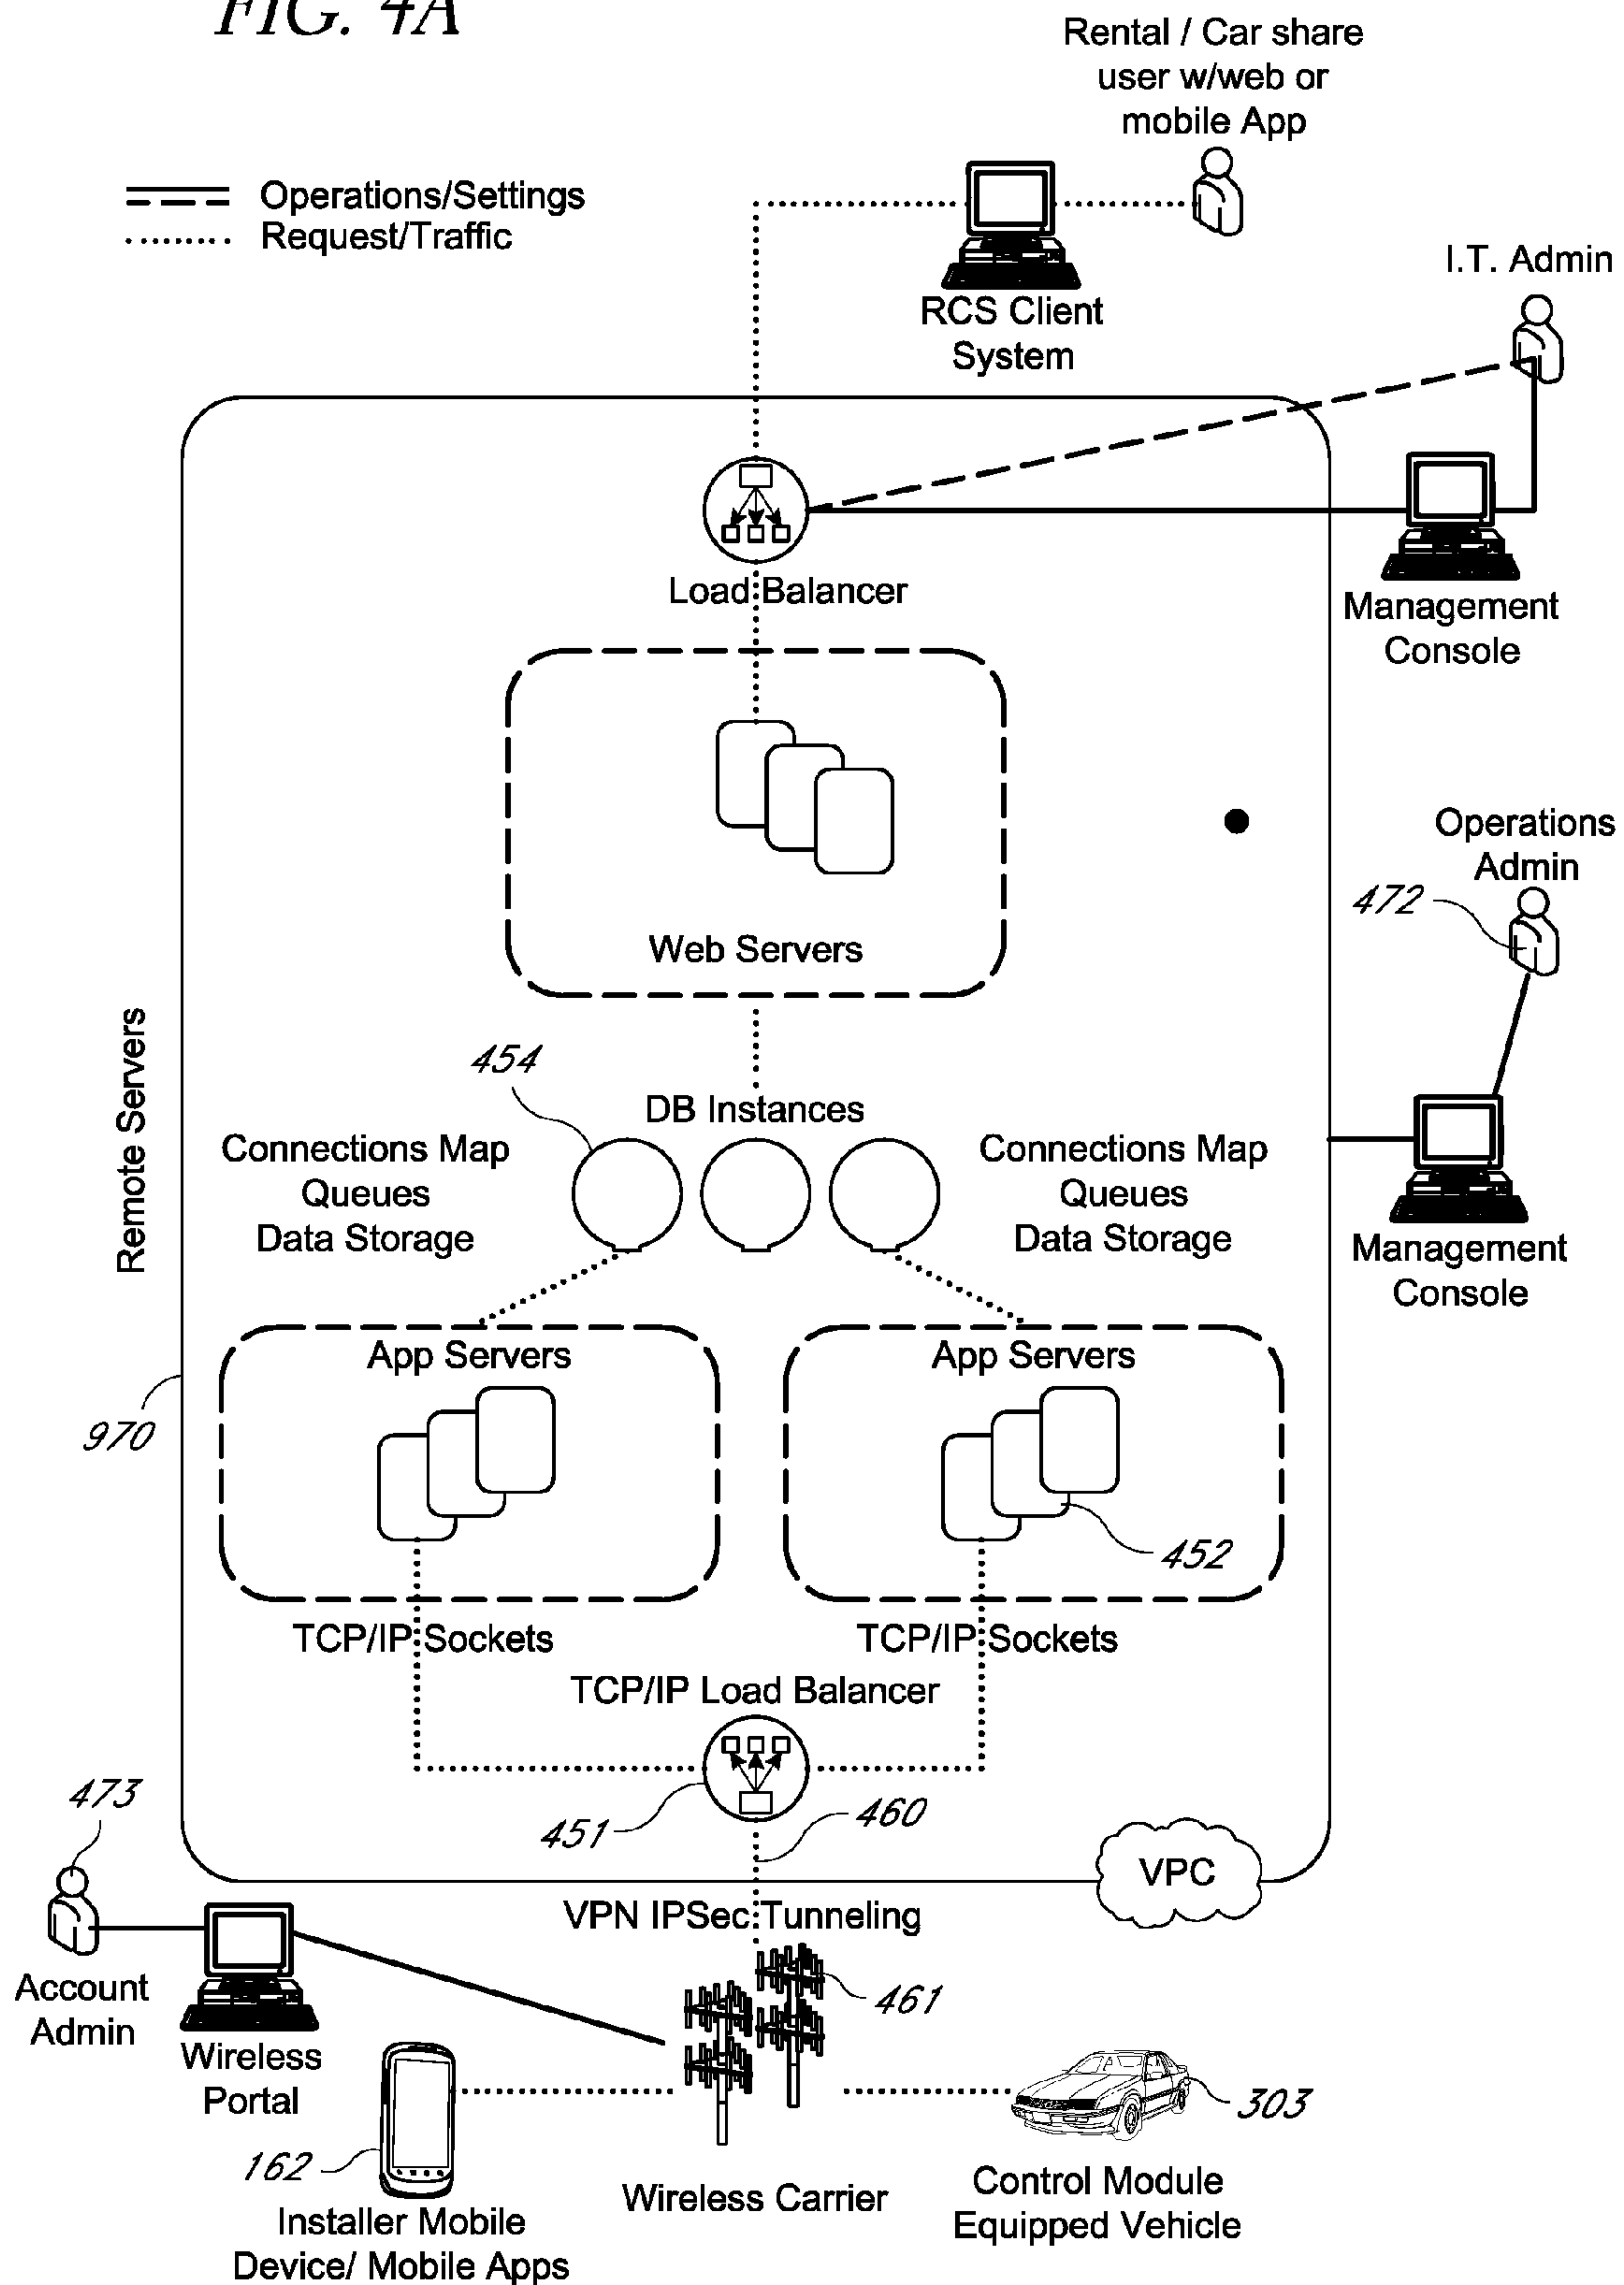 FIG. 4A
Rental / Car share
user w/web or
mobile App
Operations/Settings
Request/Traffic
I.T. Admin
RCS Client
System
Load Balancer
Management
Console
Operations
Admin
472
Web Servers
Remote Servers
454
DB Instances
Connections Map
Queues
Data Storage
Connections Map
Queues
Data Storage
Management
Console
App Servers
App Servers
970
452
TCP/IP Sockets
TCP/IP Sockets
TCP/IP Load Balancer
473
451
460
VPC
VPN IPSec Tunneling
Account
Admin
461
Wireless
Portal
303
162
Wireless Carrier
Control Module
Equipped Vehicle
Installer Mobile
Device/ Mobile Apps